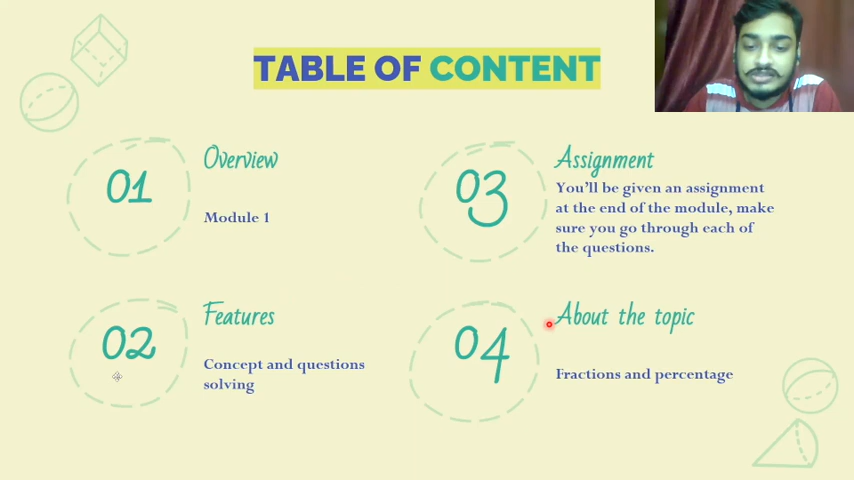 TABLE OF CONTENT
01
Overview
Module 1
02
Features
Concept and questions
solving
03
Assignment
You'll be given an assignment
at the end of the module, make
sure you go through each of
the questions.
04
About the topic
Fractions and percentage